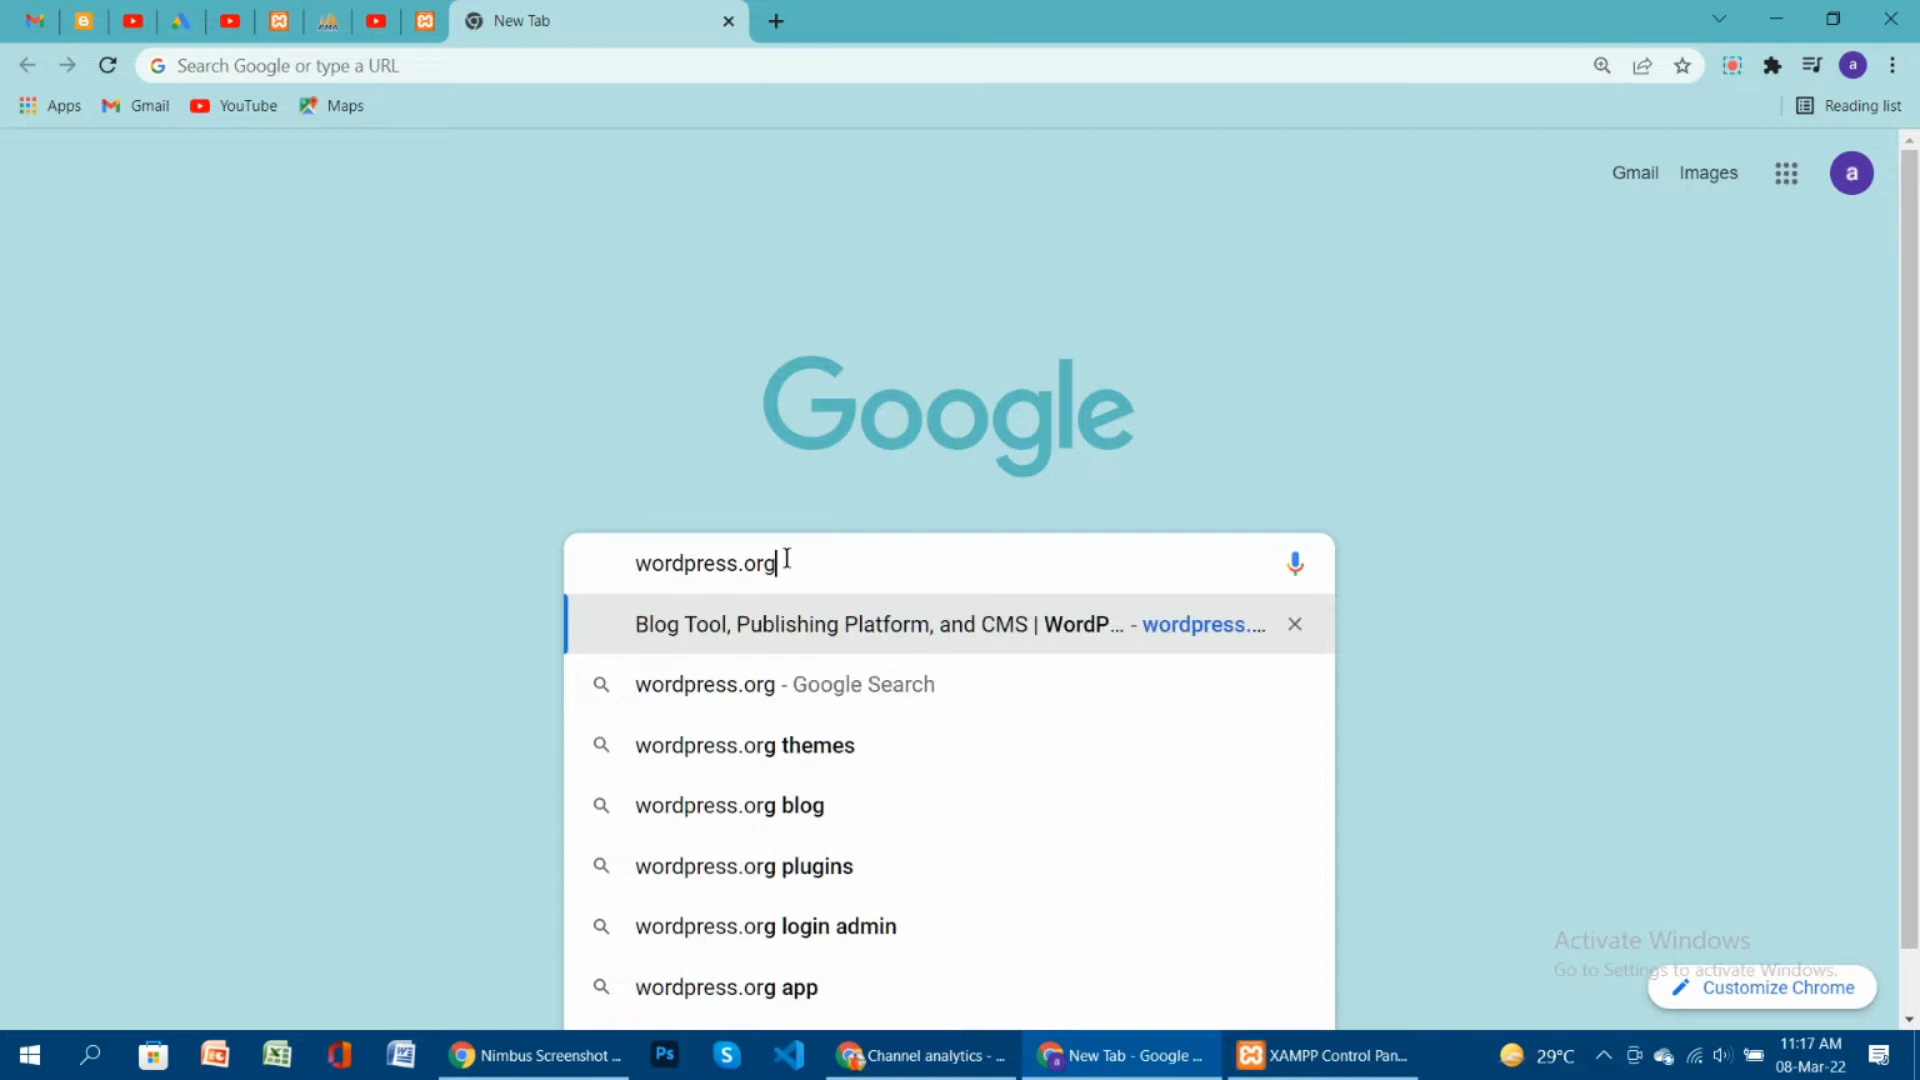 New Tab
Search Google or type a URL
Apps
Gmail
YouTube
Maps
Reading list
Gmail
Images
a
a
Google
wordpress.org
Blog Tool, Publishing Platform, and CMS | WordP... - wordpress....
wordpress.org - Google Search
wordpress.org themes
wordpress.org blog
wordpress.org plugins
wordpress.org login admin
wordpress.org app
Activate Windows
Go to Settings to activate Windows.
Customize Chrome
Nimbus Screenshot ...
Ps
Channel analytics - ...
New Tab - Google ...
XAMPP Control Pan...
29°C
11:17 AM
08-Mar-22